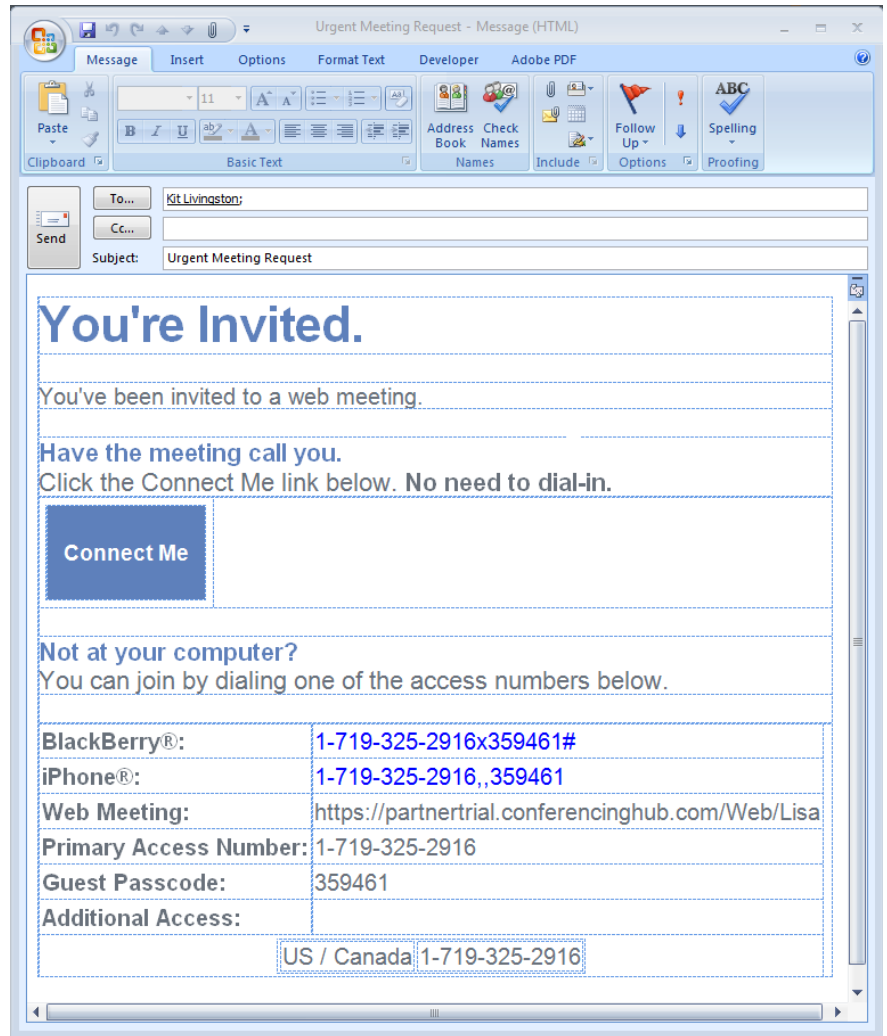 Urgent Meeting Request - Message (HTML)
Message Insert Options Format Text Developer Adobe PDF
11 A A Aa
Paste B I U ab A Address Book Check Names Follow Up ABC Spelling
Clipboard Basic Text Names Include Options Proofing
To... Kit Livingston;
Cc...
Send
Subject: Urgent Meeting Request
You're Invited.
You've been invited to a web meeting.
Have the meeting call you.
Click the Connect Me link below. No need to dial-in.
Connect Me
Not at your computer?
You can join by dialing one of the access numbers below.
BlackBerry®: 1-719-325-2916x359461#
iPhone®: 1-719-325-2916,,359461
Web Meeting: https://partnertrial.conferencinghub.com/Web/Lisa
Primary Access Number: 1-719-325-2916
Guest Passcode: 359461
Additional Access:
US / Canada 1-719-325-2916